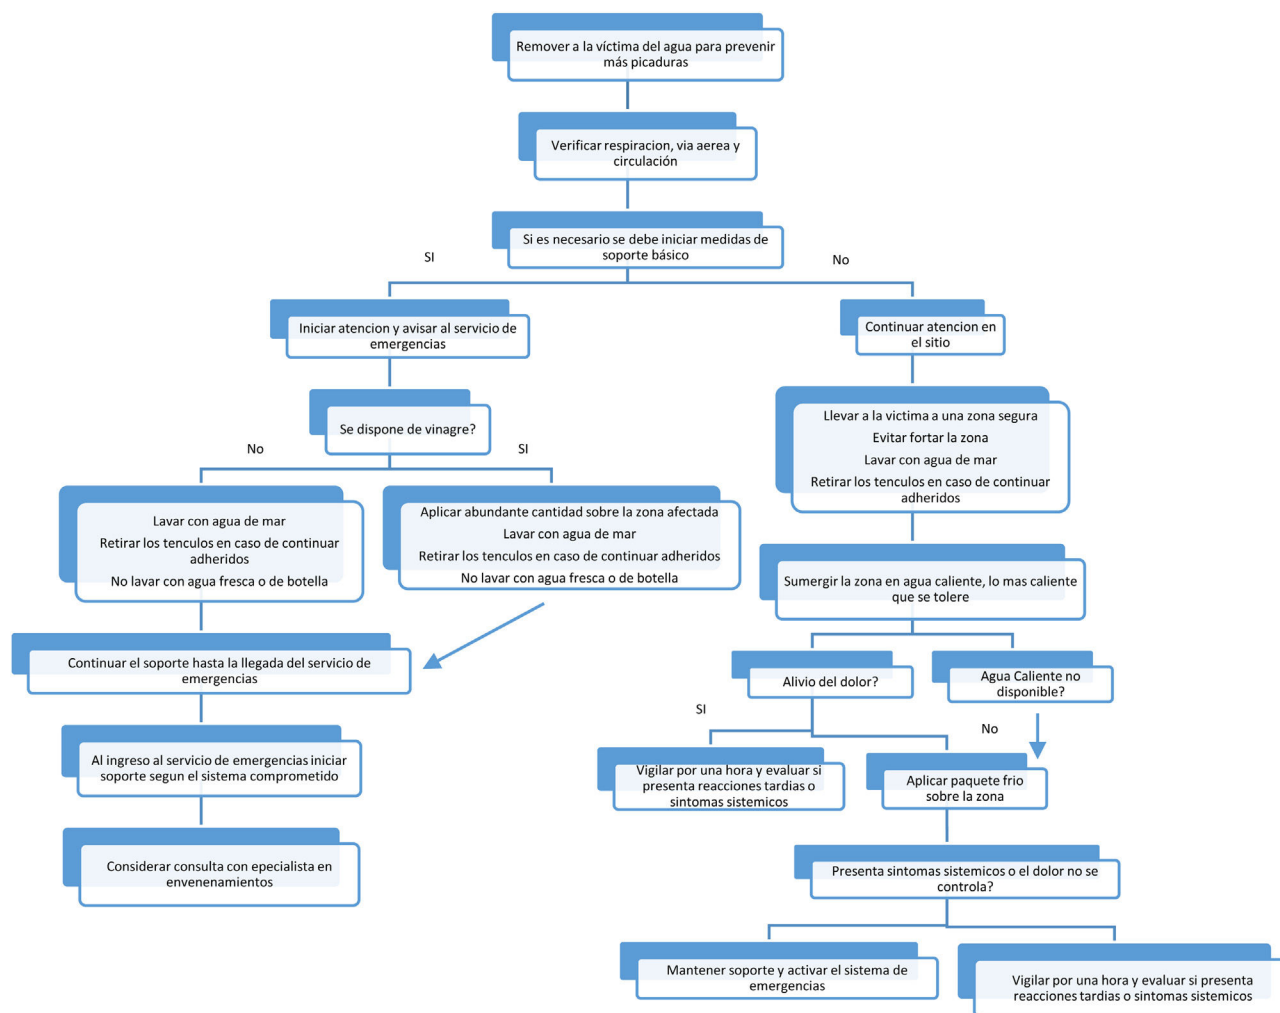 Remover a la víctima del agua para prevenir
más picaduras
Verificar respiracion, via aerea y
circulación
Si es necesario se debe iniciar medidas de
soporte básico
SI
No
Iniciar atencion y avisar al servicio de
emergencias
Continuar atencion en
el sitio
Se dispone de vinagre?
Llevar a la victima a una zona segura
Evitar fortar la zona
Lavar con agua de mar
Retirar los tenculos en caso de continuar
adheridos
No
SI
Lavar con agua de mar
Retirar los tenculos en caso de continuar
adheridos
No lavar con agua fresca o de botella
Aplicar abundante cantidad sobre la zona afectada
Lavar con agua de mar
Retirar los tenculos en caso de continuar adheridos
No lavar con agua fresca o de botella
Sumergir la zona en agua caliente, lo mas caliente
que se tolere
Continuar el soporte hasta la llegada del servicio de
emergencias
Alivio del dolor?
Agua Caliente no
disponible?
SI
No
Al ingreso al servicio de emergencias iniciar
soporte segun el sistema comprometido
Vigilar por una hora y evaluar si
presenta reacciones tardias o
sintomas sistemicos
Aplicar paquete frio
sobre la zona
Considerar consulta con epecialista en
envenenamientos
Presenta sintomas sistemicos o el dolor no se
controla?
Mantener soporte y activar el sistema de
emergencias
Vigilar por una hora y evaluar si presenta
reacciones tardias o sintomas sistemicos